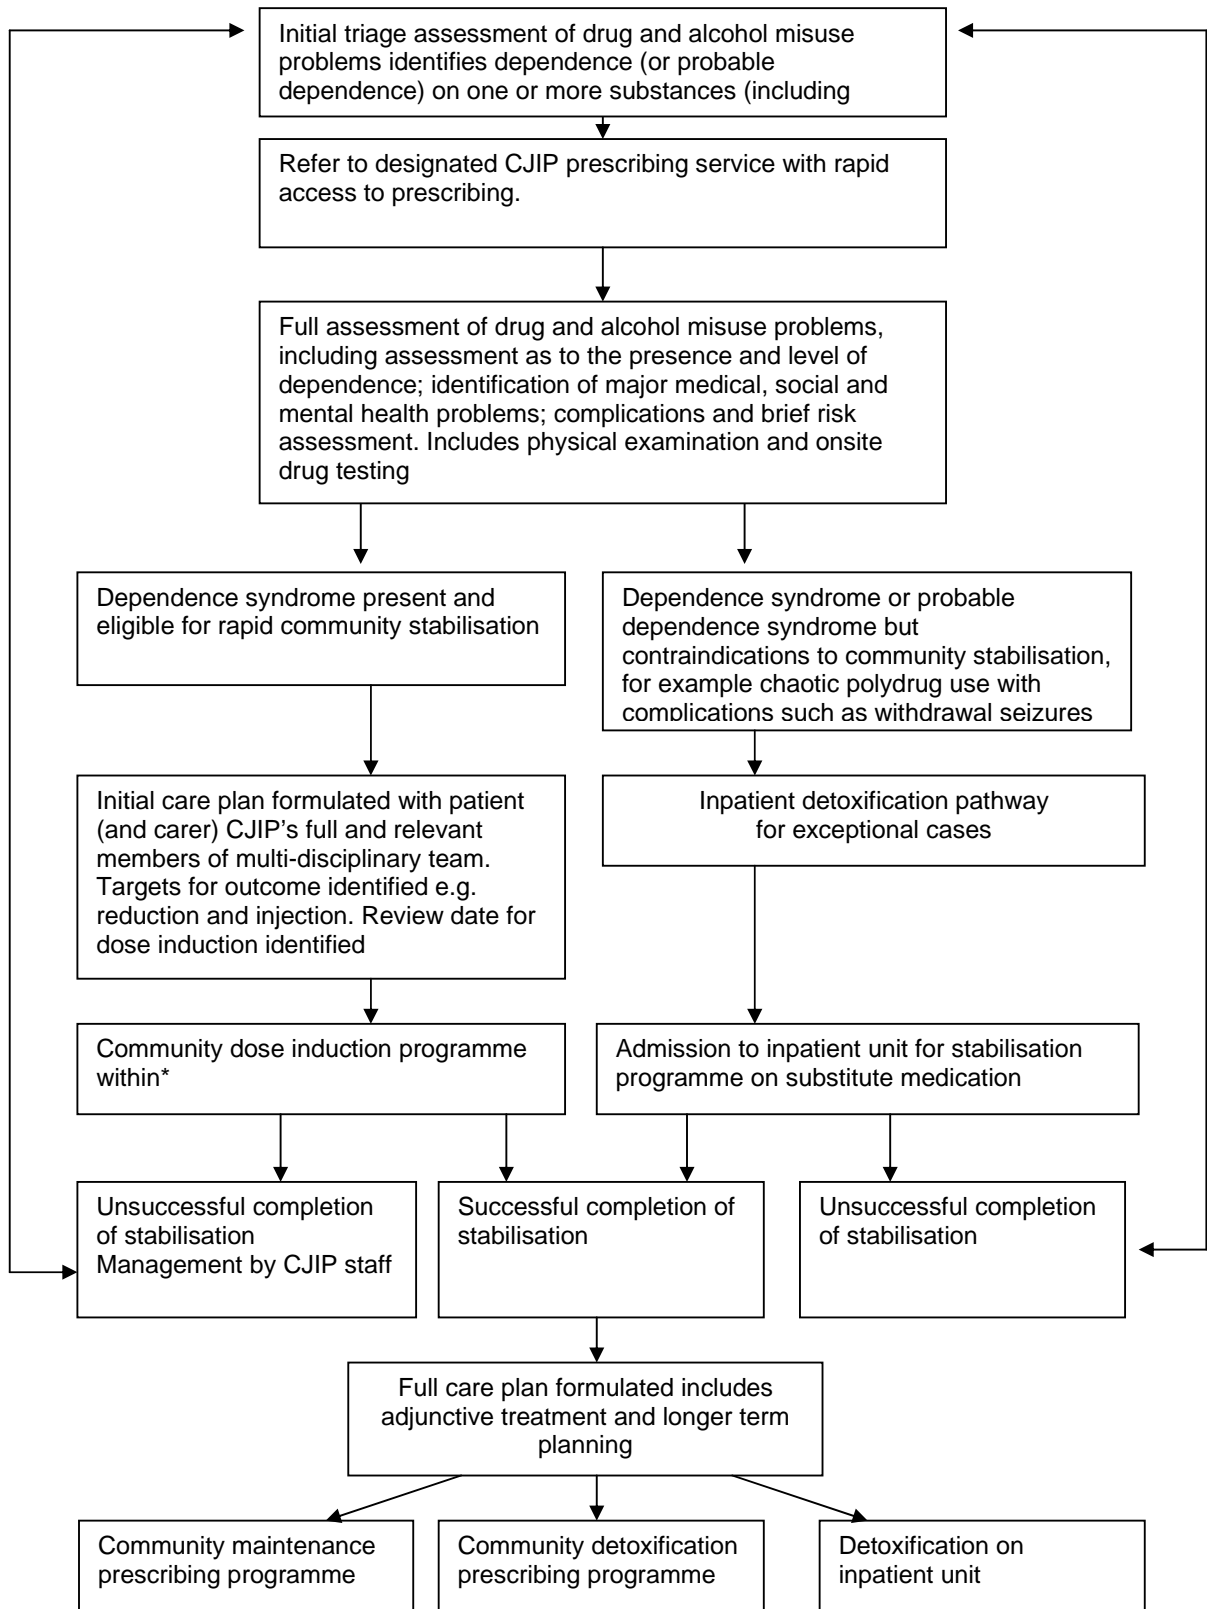 Initial triage assessment of drug and alcohol misuse
problems identifies dependence (or probable
dependence) on one or more substances (including
Refer to designated CJIP prescribing service with rapid
access to prescribing.
Full assessment of drug and alcohol misuse problems,
including assessment as to the presence and level of
dependence; identification of major medical, social and
mental health problems; complications and brief risk
assessment. Includes physical examination and onsite
drug testing
Dependence syndrome present and
eligible for rapid community stabilisation
Dependence syndrome or probable
dependence syndrome but
contraindications to community stabilisation,
for example chaotic polydrug use with
complications such as withdrawal seizures
Initial care plan formulated with patient
(and carer) CJIP’s full and relevant
members of multi-disciplinary team.
Targets for outcome identified e.g.
reduction and injection. Review date for
dose induction identified
Inpatient detoxification pathway
for exceptional cases
Community dose induction programme
within*
Admission to inpatient unit for stabilisation
programme on substitute medication
Unsuccessful completion
of stabilisation
Management by CJIP staff
Successful completion of
stabilisation
Unsuccessful completion
of stabilisation
Full care plan formulated includes
adjunctive treatment and longer term
planning
Community maintenance
prescribing programme
Community detoxification
prescribing programme
Detoxification on
inpatient unit